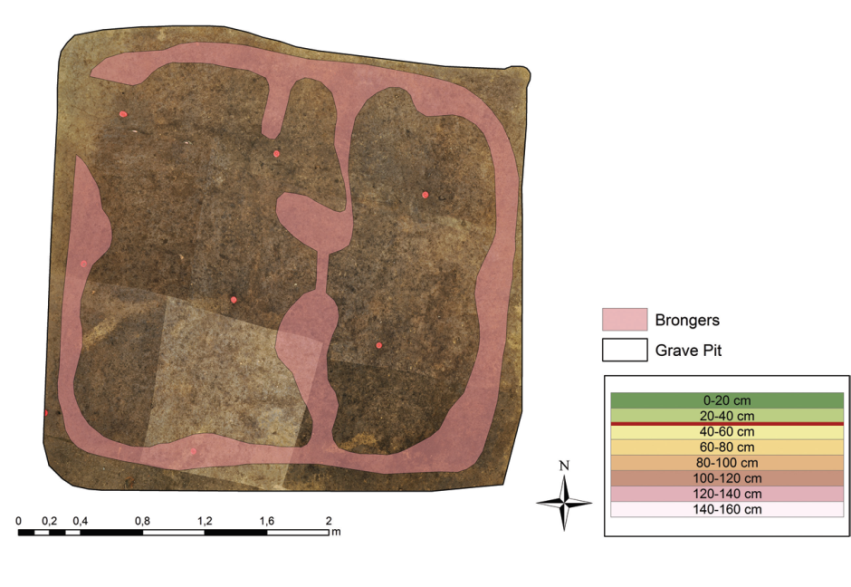 Brongers
Grave Pit
0-20 cm
20-40 cm
40-60 cm
60-80 cm
80-100 cm
100-120 cm
120-140 cm
140-160 cm
N
0 0,2 0,4 0,8 1,2 1,6 2
m